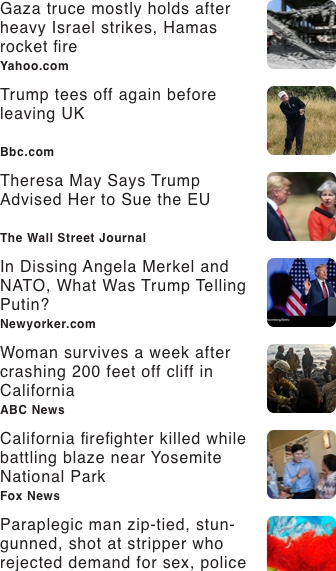 Gaza truce mostly holds after
heavy Israel strikes, Hamas
rocket fire
Yahoo.com
Trump tees off again before
leaving UK
Bbc.com
Theresa May Says Trump
Advised Her to Sue the EU
The Wall Street Journal
In Dissing Angela Merkel and
NATO, What Was Trump Telling
Putin?
Newyorker.com
Woman survives a week after
crashing 200 feet off cliff in
California
ABC News
California firefighter killed while
battling blaze near Yosemite
National Park
Fox News
Paraplegic man zip-tied, stun-
gunned, shot at stripper who
rejected demand for sex, police